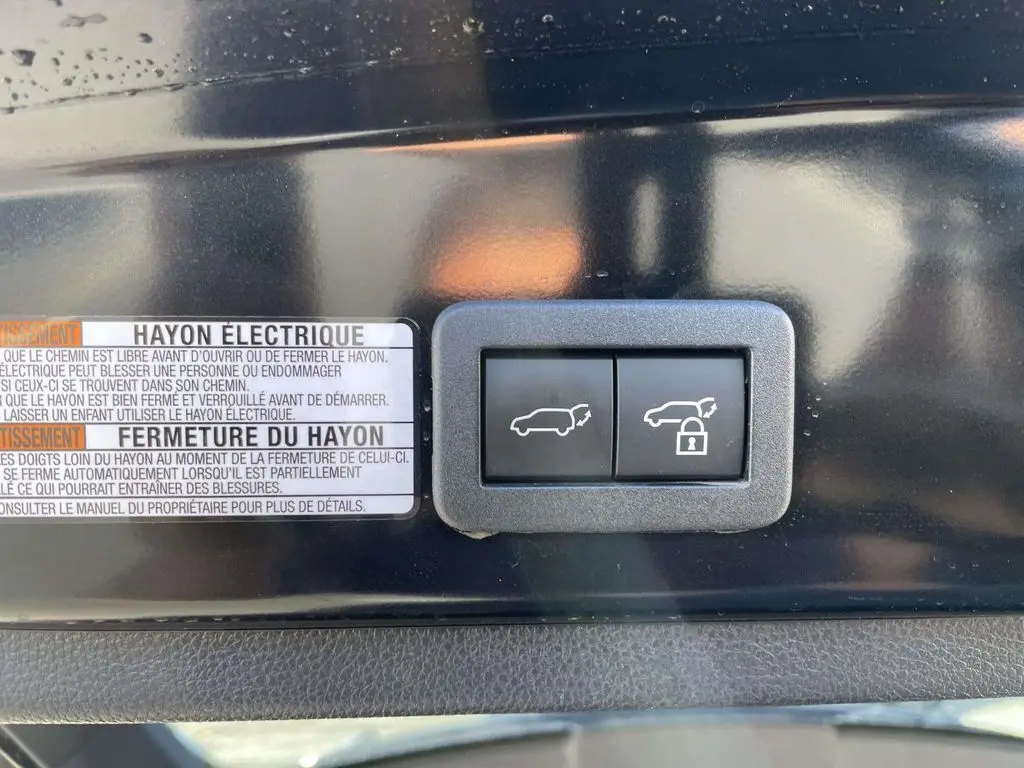 TISSEMENT HAYON ÉLECTRIQUE
QUE LE CHEMIN EST LIBRE AVANT D'OUVRIR OU DE FERMER LE HAYON.
ÉLECTRIQUE PEUT BLESSER UNE PERSONNE OU ENDOMMAGER
SI CEUX-CI SE TROUVENT DANS SON CHEMIN.
QUE LE HAYON EST BIEN FERMÉ ET VERROUILLÉ AVANT DE DÉMARRER.
LAISSER UN ENFANT UTILISER LE HAYON ÉLECTRIQUE.
TISSEMENT FERMETURE DU HAYON
ES DOIGTS LOIN DU HAYON AU MOMENT DE LA FERMETURE DE CELUI-CI.
SE FERME AUTOMATIQUEMENT LORSQU'IL EST PARTIELLEMENT
LÉ CE QUI POURRAIT ENTRAÎNER DES BLESSURES.
CONSULTER LE MANUEL DU PROPRIÉTAIRE POUR PLUS DE DÉTAILS.